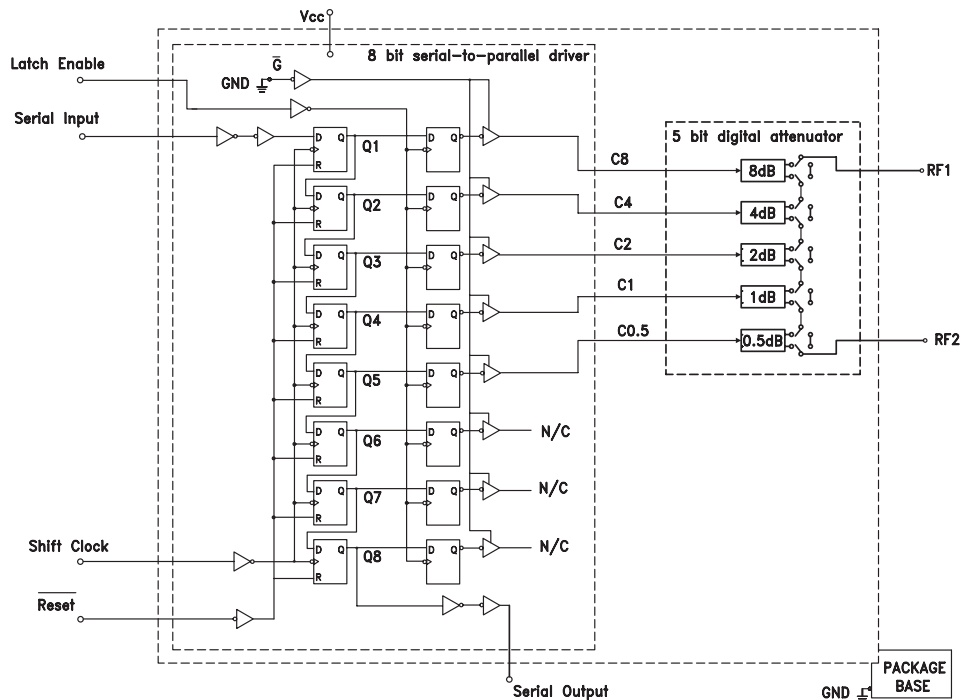 Vcc
Latch Enable
8 bit serial-to-parallel driver
G̅
GND
Serial Input
5 bit digital attenuator
D Q
R
Q1
D Q
C8
8dB
RF1
D Q
R
Q2
D Q
C4
4dB
D Q
R
Q3
D Q
C2
2dB
D Q
R
Q4
D Q
C1
1dB
D Q
R
Q5
D Q
C0.5
0.5dB
RF2
D Q
R
Q6
D Q
N/C
D Q
R
Q7
D Q
N/C
Shift Clock
D Q
R
Q8
D Q
N/C
R̅e̅s̅e̅t̅
Serial Output
GND
PACKAGE
BASE